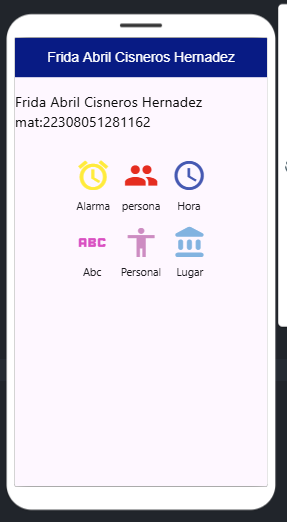 Frida Abril Cisneros Hernadez
Frida Abril Cisneros Hernadez
mat:22308051281162
Alarma persona Hora
ABC
Abc Personal Lugar